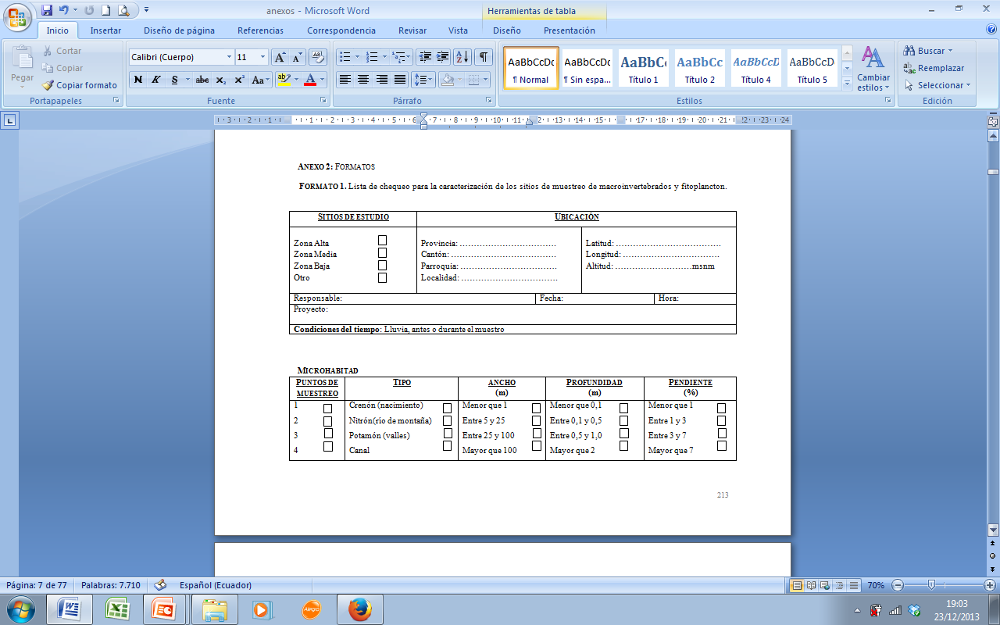 anexos - Microsoft Word
Herramientas de tabla
Inicio Insertar Diseño de página Referencias Correspondencia Revisar Vista Diseño Presentación
Pegar
Cortar
Copiar
Copiar formato
Portapapeles
Calibri (Cuerpo) 11
N K S abc x₂ x² Aa
Fuente
Párrafo
AaBbCcDc AaBbCcDc AaBbC AaBbCc AaBbCcD AaBbCcD
¶ Normal ¶ Sin espa... Título 1 Título 2 Título 4 Título 5
Cambiar estilos
Estilos
Buscar
Reemplazar
Seleccionar
Edición
ANEXO 2: FORMATOS
FORMATO 1. Lista de chequeo para la caracterización de los sitios de muestreo de macroinvertebrados y fitoplancton.
SITIOS DE ESTUDIO UBICACIÓN
Zona Alta Provincia: ……………………………. Latitud: ……………………………….
Zona Media Cantón: ………………………………. Longitud: …………………………….
Zona Baja Parroquia: ……………………………. Altitud: ………………………msnm
Otro Localidad: …………………………….
Responsable: Fecha: Hora:
Proyecto:
Condiciones del tiempo: Lluvia, antes o durante el muestro
MICROHABITAD
PUNTOS DE MUESTREO TIPO ANCHO (m) PROFUNDIDAD (m) PENDIENTE (%)
1 Crenón (nacimiento) Menor que 1 Menor que 0,1 Menor que 1
2 Nitrón(río de montaña) Entre 5 y 25 Entre 0,1 y 0,5 Entre 1 y 3
3 Potamón (valles) Entre 25 y 100 Entre 0,5 y 1,0 Entre 3 y 7
4 Canal Mayor que 100 Mayor que 2 Mayor que 7
213
Página: 7 de 77 Palabras: 7.710 Español (Ecuador) 70%
19:03
23/12/2013